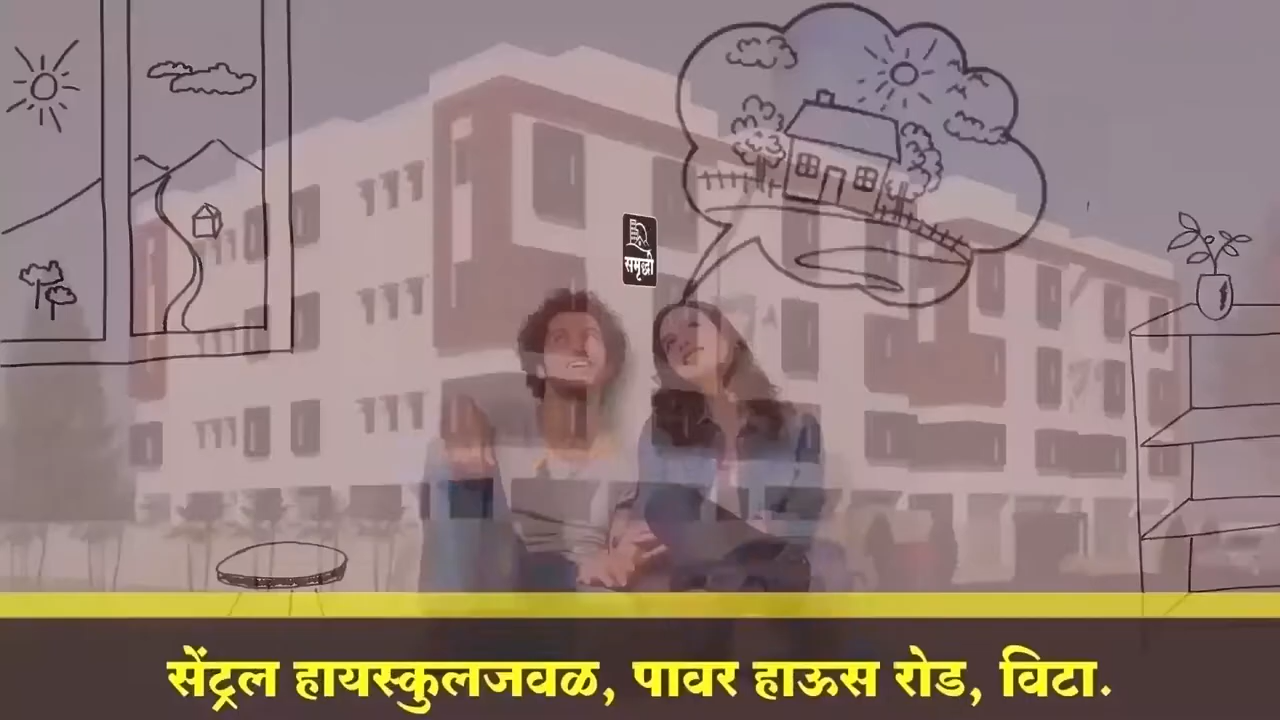 समृद्धी
सेंट्रल हायस्कुलजवळ, पावर हाऊस रोड, विटा.